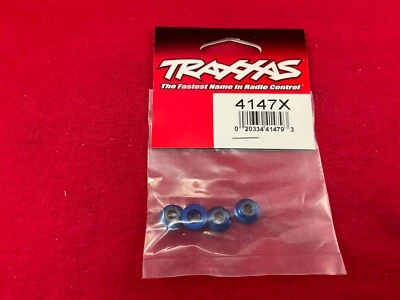 TRAXXAS
The Fastest Name In Radio Control
4147X
0 20334 41479 3